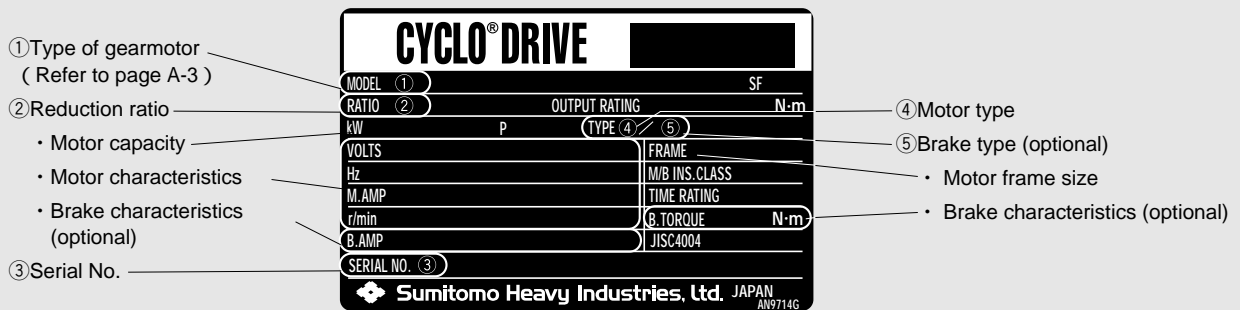 ①Type of gearmotor
( Refer to page A-3 )
②Reduction ratio
・Motor capacity
・Motor characteristics
・Brake characteristics
(optional)
③Serial No.
CYCLO® DRIVE
MODEL ① SF
RATIO ② OUTPUT RATING N·m
kW P TYPE ④/⑤
VOLTS FRAME
Hz M/B INS.CLASS
M.AMP TIME RATING
r/min B.TORQUE N·m
B.AMP JISC4004
SERIAL NO. ③
Sumitomo Heavy Industries, Ltd. JAPAN
AN9714G
④Motor type
⑤Brake type (optional)
・ Motor frame size
・ Brake characteristics (optional)